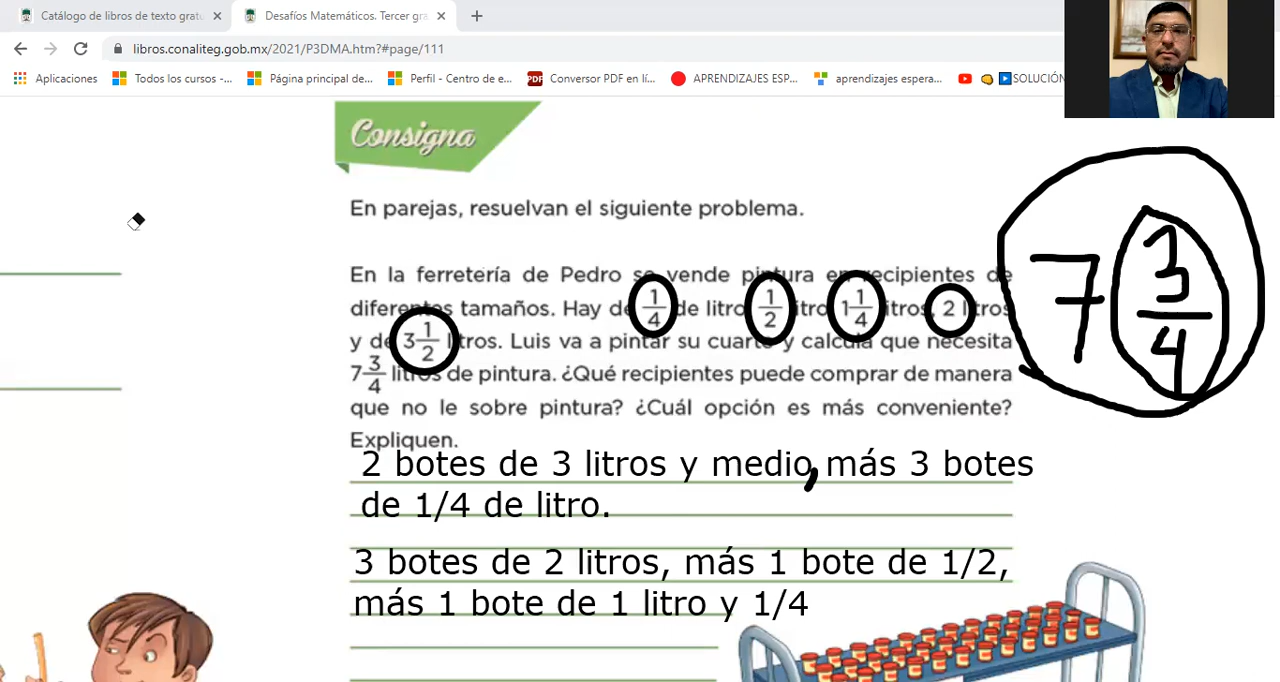 Catálogo de libros de texto gratu
Desafíos Matemáticos. Tercer gra
libros.conaliteg.gob.mx/2021/P3DMA.htm?#page/111
Aplicaciones
Todos los cursos -...
Página principal de...
Perfil - Centro de e...
PDF
Conversor PDF en lí...
APRENDIZAJES ESP...
aprendizajes espera...
SOLUCIÓN
Consigna
En parejas, resuelvan el siguiente problema.
En la ferretería de Pedro se vende pintura en recipientes de
diferentes tamaños. Hay de 1/4 de litro, 1/2 litro, 1 1/4 litros, 2 litros
y de 3 1/2 litros. Luis va a pintar su cuarto y calcula que necesita
7 3/4 litros de pintura. ¿Qué recipientes puede comprar de manera
que no le sobre pintura? ¿Cuál opción es más conveniente?
Expliquen.
7 3/4
2 botes de 3 litros y medio, más 3 botes
de 1/4 de litro.
3 botes de 2 litros, más 1 bote de 1/2,
más 1 bote de 1 litro y 1/4